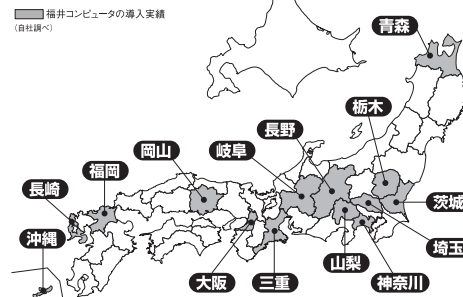 福井コンピュータの導入実績
(自社調べ)
青森
栃木
長野
岡山
岐阜
福岡
長崎
茨城
沖縄
埼玉
山梨
大阪
三重
神奈川